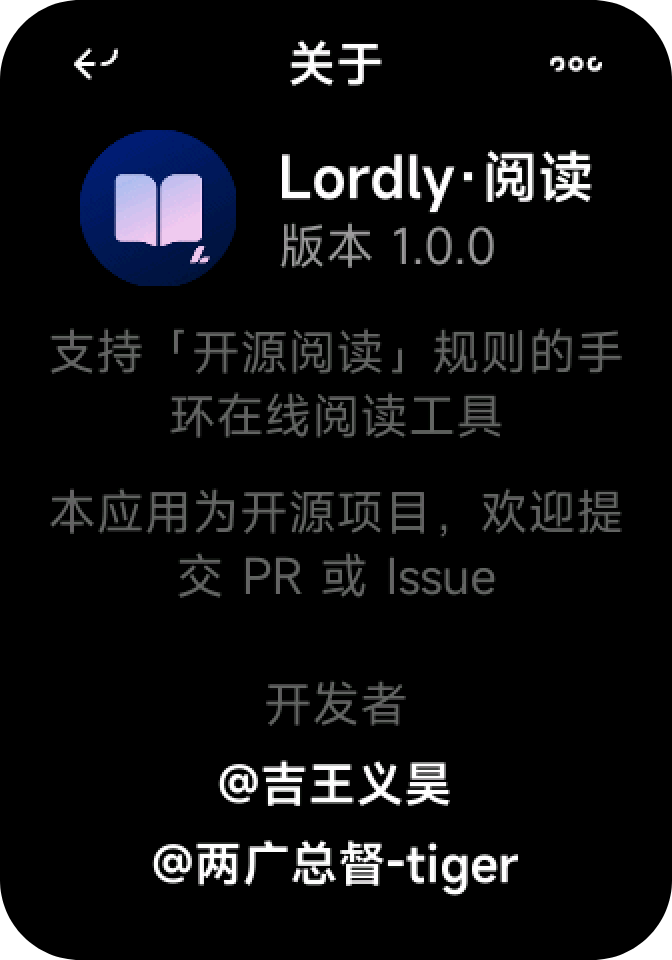 关于
Lordly·阅读
版本 1.0.0
支持「开源阅读」规则的手
环在线阅读工具
本应用为开源项目，欢迎提
交 PR 或 Issue
开发者
@吉王义昊
@两广总督-tiger